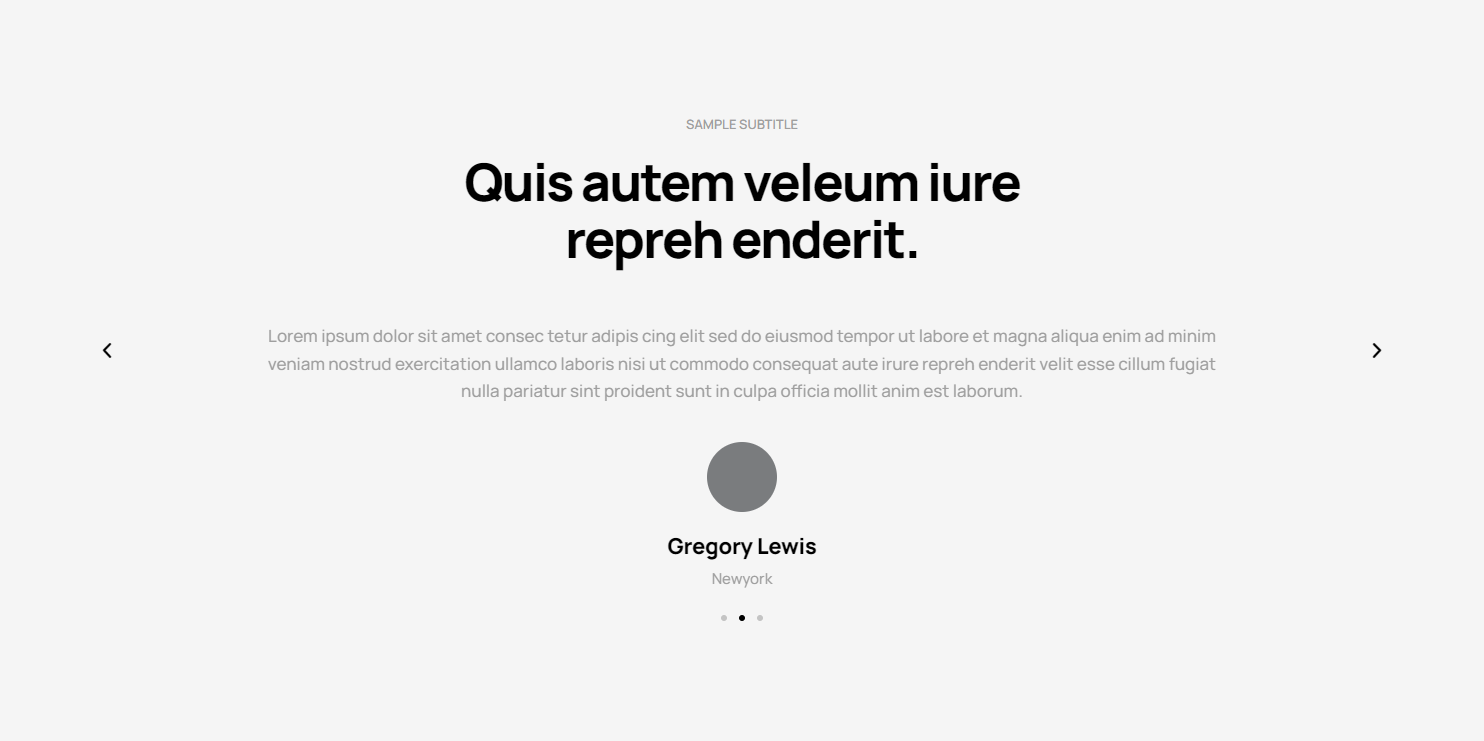 SAMPLE SUBTITLE
Quis autem veleum iure
repreh enderit.
Lorem ipsum dolor sit amet consec tetur adipis cing elit sed do eiusmod tempor ut labore et magna aliqua enim ad minim
veniam nostrud exercitation ullamco laboris nisi ut commodo consequat aute irure repreh enderit velit esse cillum fugiat
nulla pariatur sint proident sunt in culpa officia mollit anim est laborum.
Gregory Lewis
Newyork